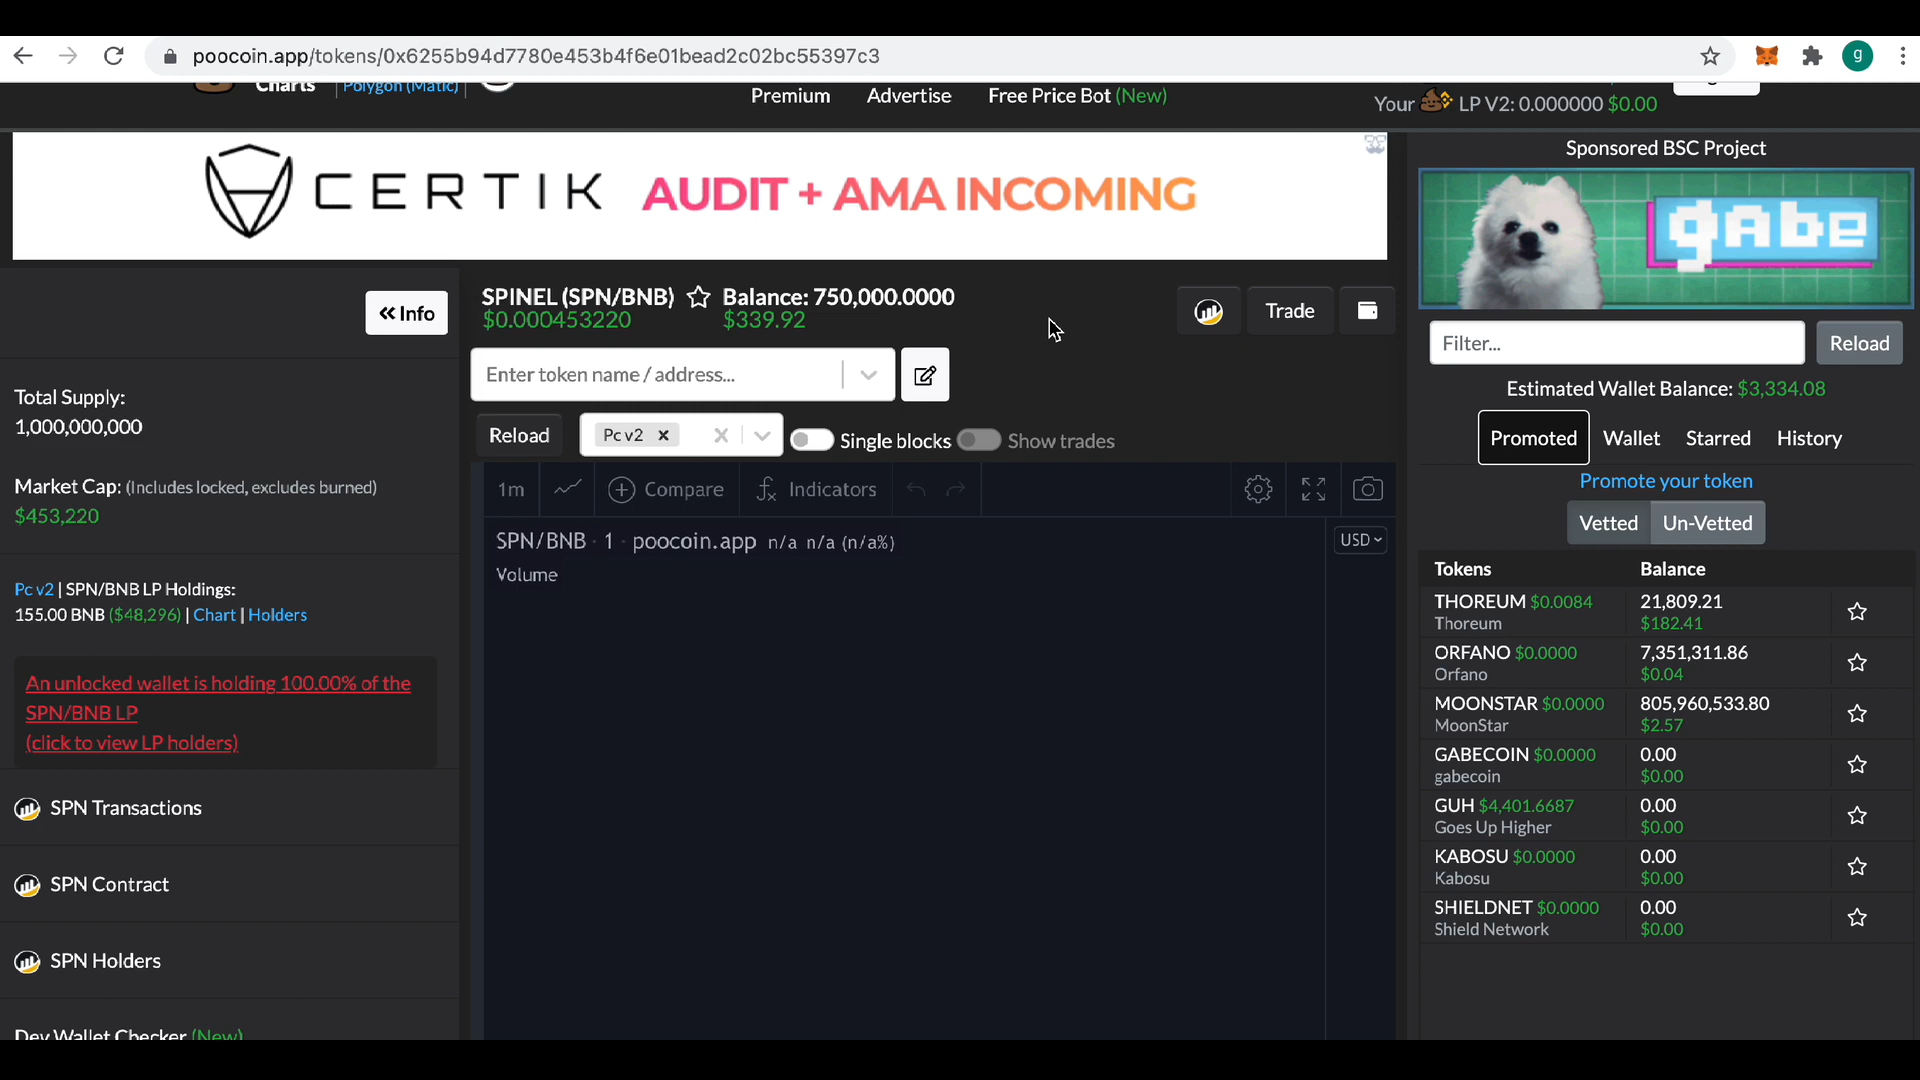 poocoin.app/tokens/0x6255b94d7780e453b4f6e01bead2c02bc55397c3
g
Charts
Polygon (Matic)
Premium
Advertise
Free Price Bot (New)
Your LP V2: 0.000000 $0.00
CERTIK AUDIT + AMA INCOMING
Sponsored BSC Project
gabe
Info
SPINEL (SPN/BNB)
$0.000453220
Balance: 750,000.0000
$339.92
Trade
Enter token name / address...
Reload
Pc v2
Single blocks
Show trades
1m
Compare
Indicators
SPN/BNB · 1 · poocoin.app n/a n/a (n/a%)
USD
Volume
Total Supply:
1,000,000,000
Market Cap: (Includes locked, excludes burned)
$453,220
Pc v2 | SPN/BNB LP Holdings:
155.00 BNB ($48,296) | Chart | Holders
An unlocked wallet is holding 100.00% of the
SPN/BNB LP
(click to view LP holders)
SPN Transactions
SPN Contract
SPN Holders
Dev Wallet Checker (New)
Filter...
Reload
Estimated Wallet Balance: $3,334.08
Promoted
Wallet
Starred
History
Promote your token
Vetted
Un-Vetted
Tokens
Balance
THOREUM $0.0084
21,809.21
Thoreum
$182.41
ORFANO $0.0000
7,351,311.86
Orfano
$0.04
MOONSTAR $0.0000
805,960,533.80
MoonStar
$2.57
GABECOIN $0.0000
0.00
gabecoin
$0.00
GUH $4,401.6687
0.00
Goes Up Higher
$0.00
KABOSU $0.0000
0.00
Kabosu
$0.00
SHIELDNET $0.0000
0.00
Shield Network
$0.00